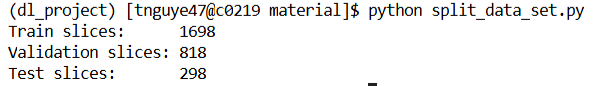 (dl_project) [tnguye47@c0219 material]$ python split_data_set.py
Train slices:      1698
Validation slices: 818
Test slices:       298